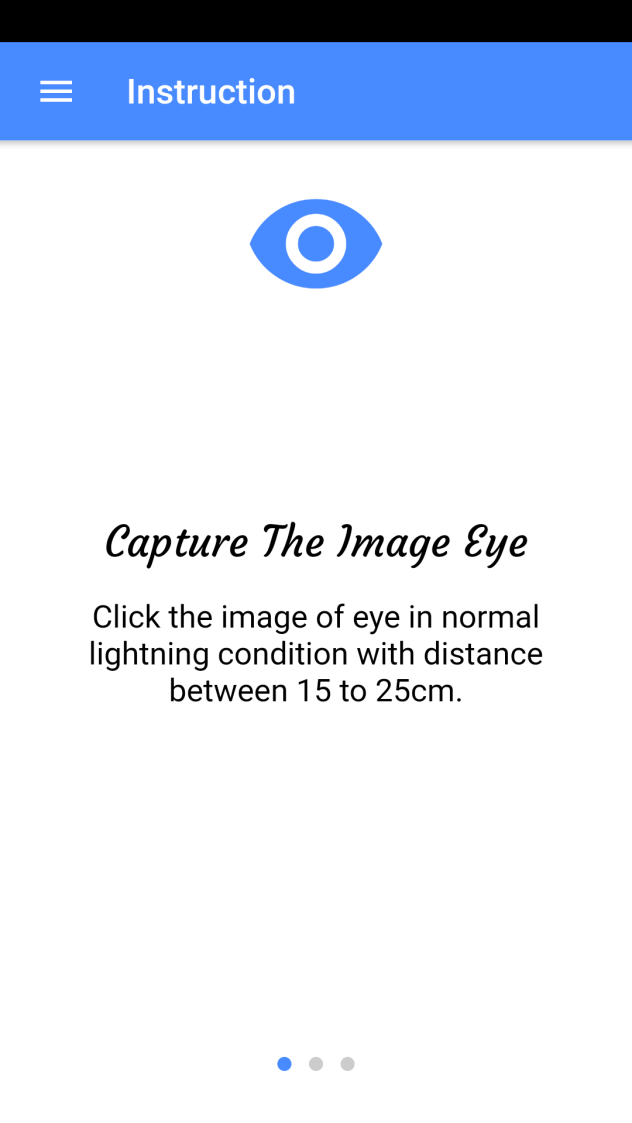 Instruction
Capture The Image Eye
Click the image of eye in normal
lightning condition with distance
between 15 to 25cm.